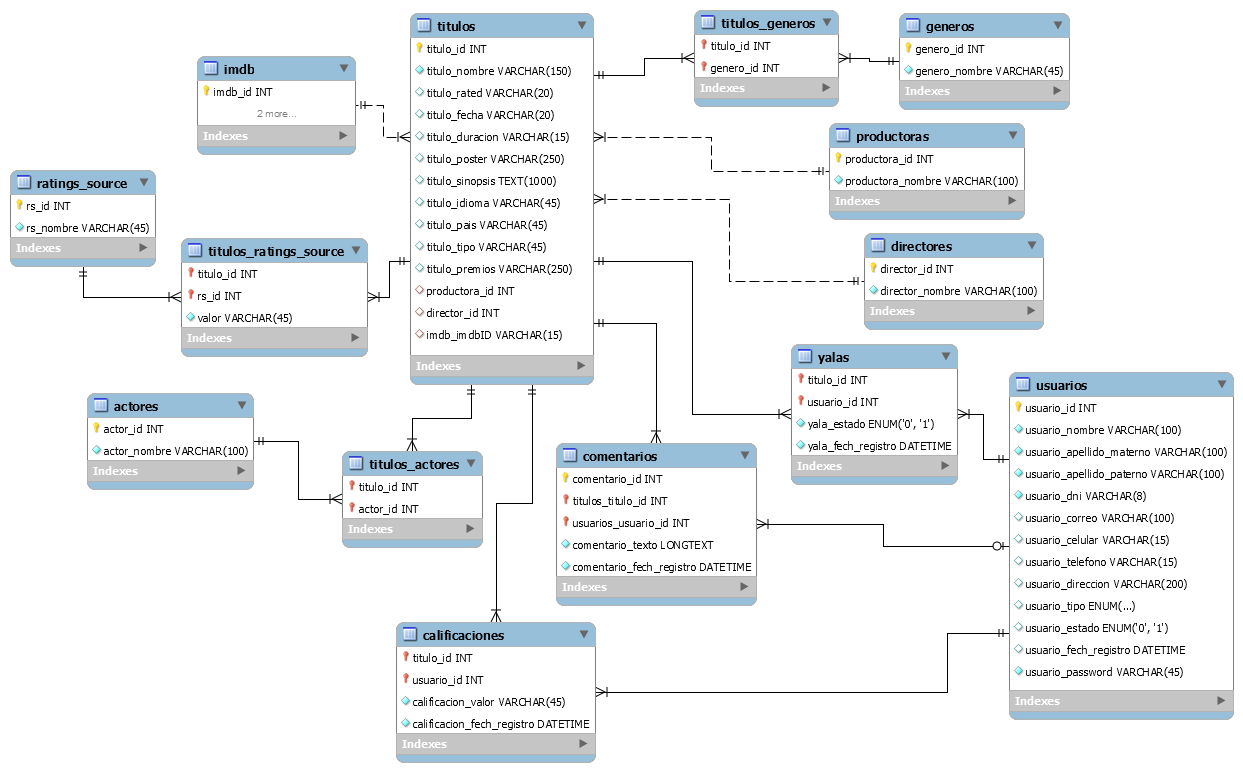 titulos
titulo_id INT
titulo_nombre VARCHAR(150)
titulo_rated VARCHAR(20)
titulo_fecha VARCHAR(20)
titulo_duracion VARCHAR(15)
titulo_poster VARCHAR(250)
titulo_sinopsis TEXT(1000)
titulo_idioma VARCHAR(45)
titulo_pais VARCHAR(45)
titulo_tipo VARCHAR(45)
titulo_premios VARCHAR(250)
productora_id INT
director_id INT
imdb_imdbID VARCHAR(15)
Indexes
titulos_generos
titulo_id INT
genero_id INT
Indexes
generos
genero_id INT
genero_nombre VARCHAR(45)
Indexes
imdb
imdb_id INT
2 more...
Indexes
productoras
productora_id INT
productora_nombre VARCHAR(100)
Indexes
ratings_source
rs_id INT
rs_nombre VARCHAR(45)
Indexes
titulos_ratings_source
titulo_id INT
rs_id INT
valor VARCHAR(45)
Indexes
directores
director_id INT
director_nombre VARCHAR(100)
Indexes
yalas
titulo_id INT
usuario_id INT
yala_estado ENUM('0', '1')
yala_fech_registro DATETIME
Indexes
usuarios
usuario_id INT
usuario_nombre VARCHAR(100)
usuario_apellido_materno VARCHAR(100)
usuario_apellido_paterno VARCHAR(100)
usuario_dni VARCHAR(8)
usuario_correo VARCHAR(100)
usuario_celular VARCHAR(15)
usuario_telefono VARCHAR(15)
usuario_direccion VARCHAR(200)
usuario_tipo ENUM(...)
usuario_estado ENUM('0', '1')
usuario_fech_registro DATETIME
usuario_password VARCHAR(45)
Indexes
actores
actor_id INT
actor_nombre VARCHAR(100)
Indexes
titulos_actores
titulo_id INT
actor_id INT
Indexes
comentarios
comentario_id INT
titulos_titulo_id INT
usuarios_usuario_id INT
comentario_texto LONGTEXT
comentario_fech_registro DATETIME
Indexes
calificaciones
titulo_id INT
usuario_id INT
calificacion_valor VARCHAR(45)
calificacion_fech_registro DATETIME
Indexes